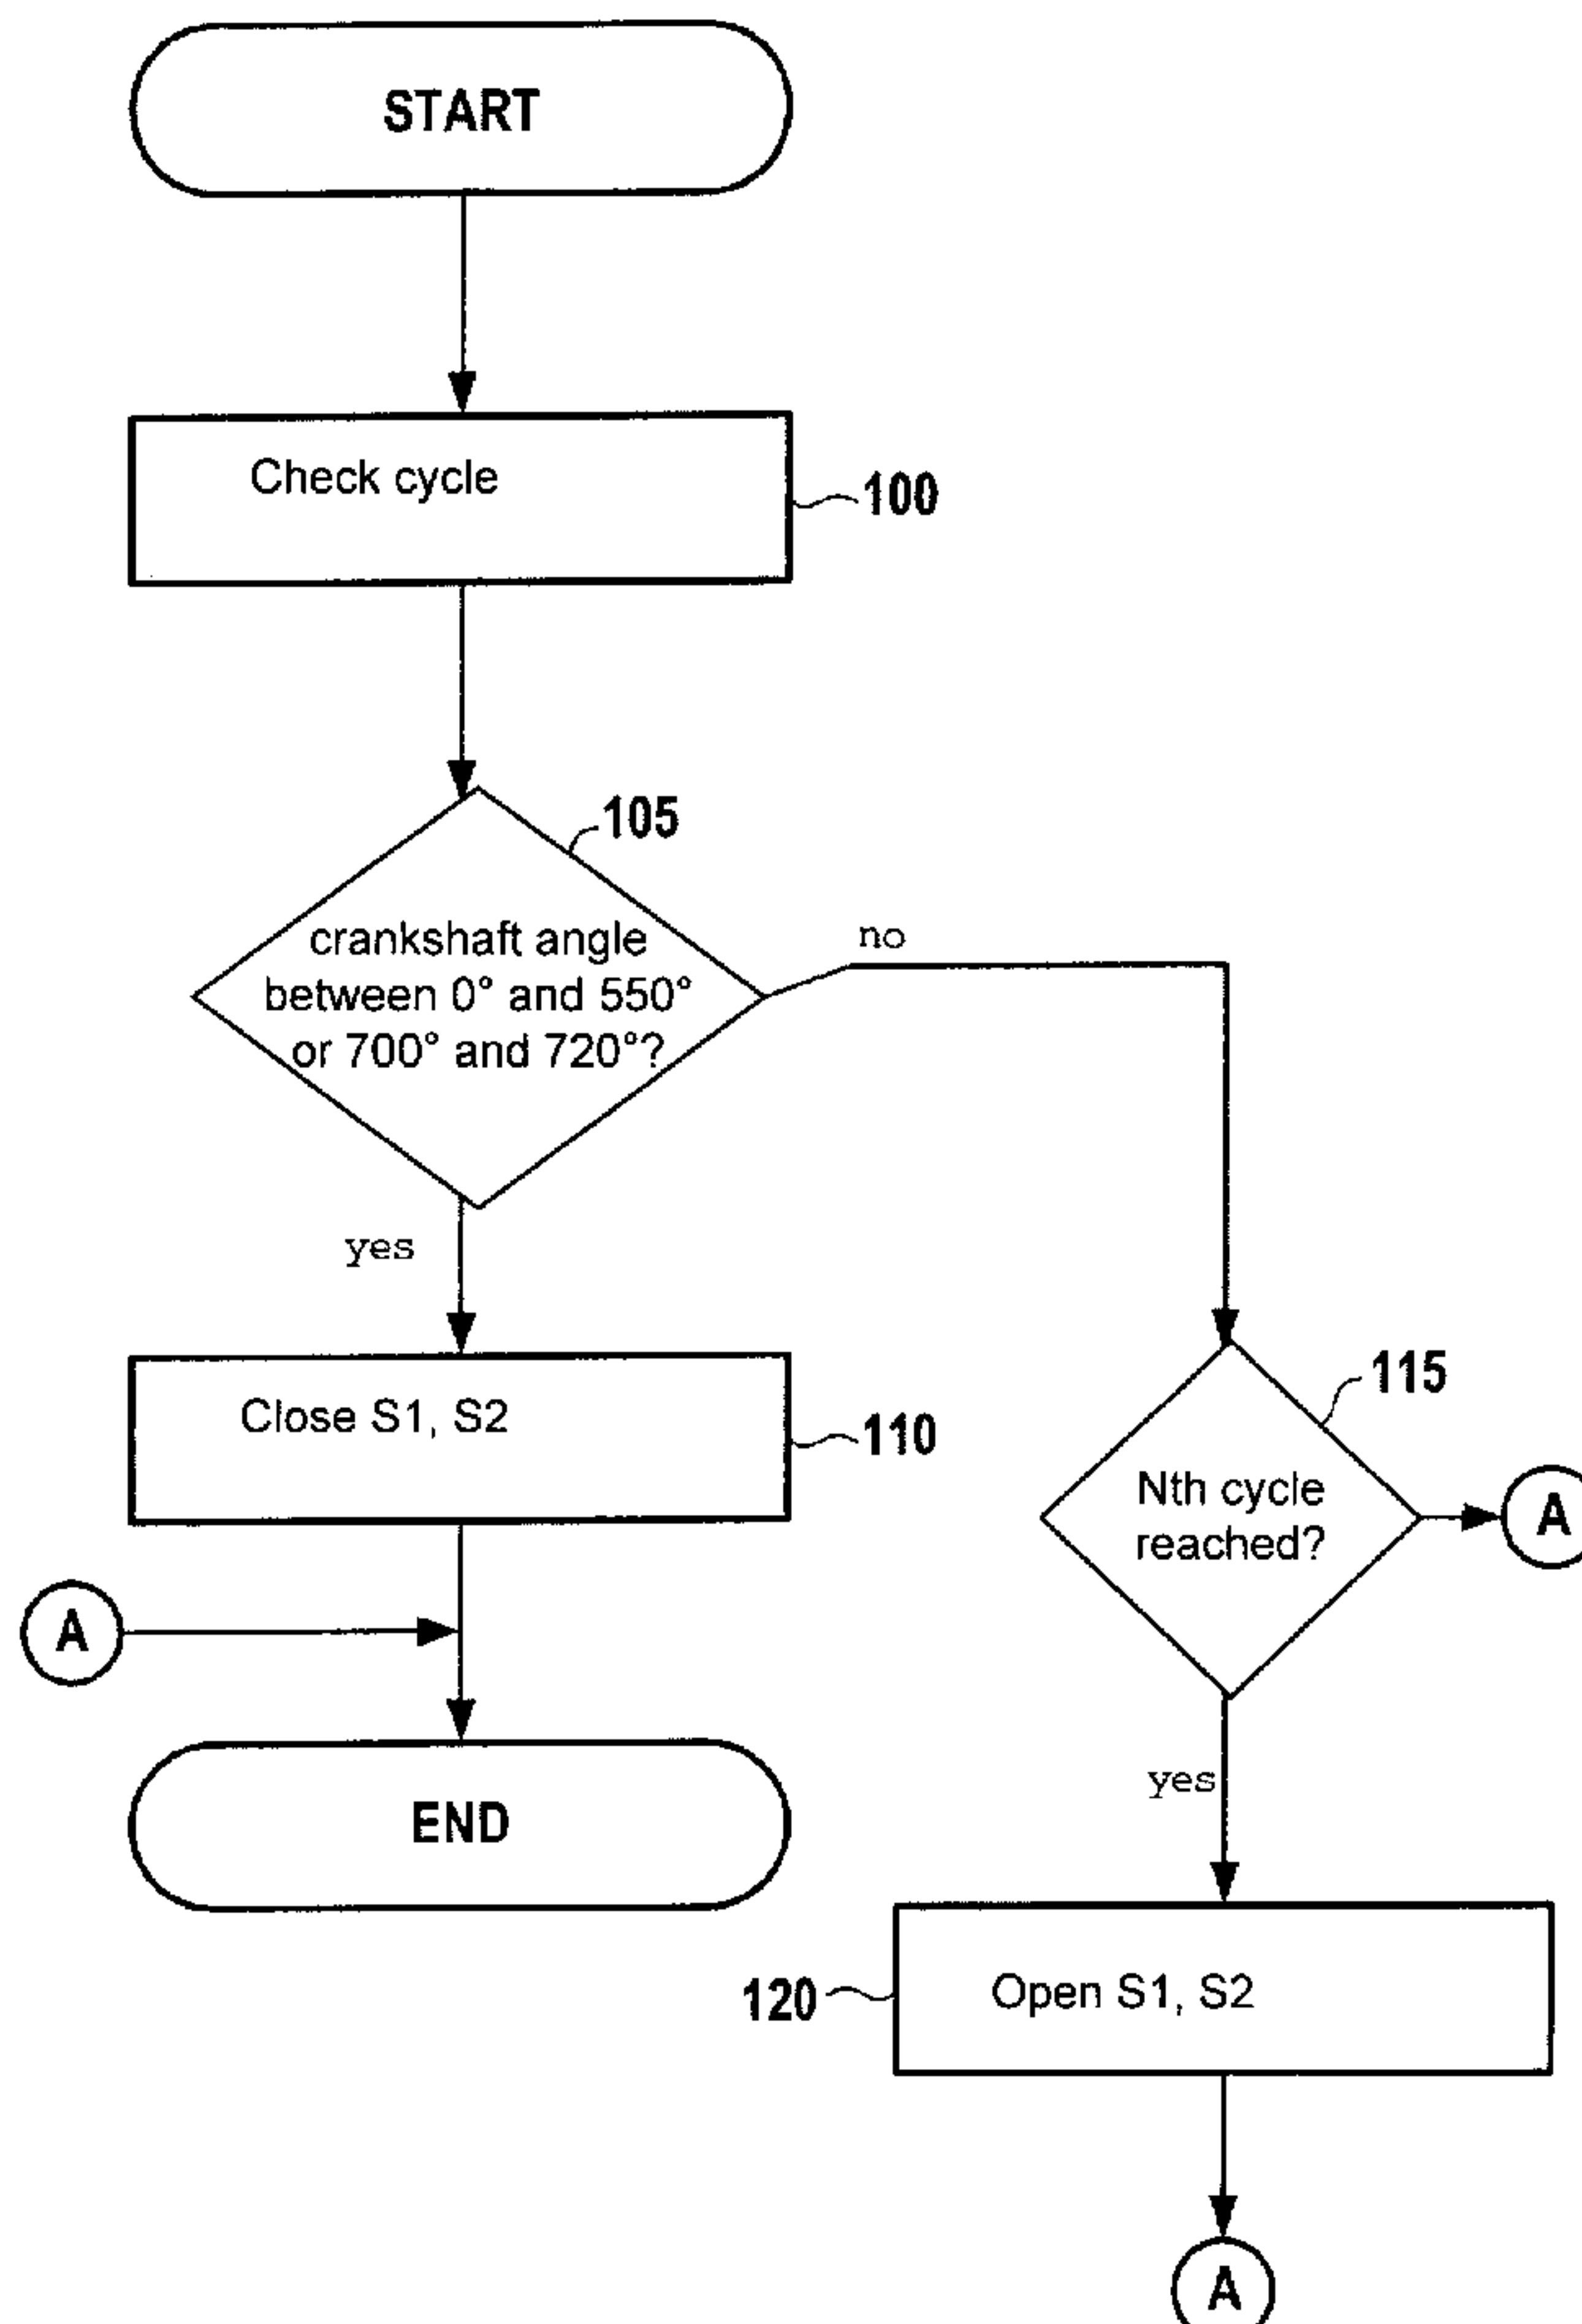 START
Check cycle
100
105
crankshaft angle
between 0° and 550°
or 700° and 720°?
no
yes
Close S1, S2
110
115
Nth cycle
reached?
A
A
yes
END
120
Open S1, S2
A